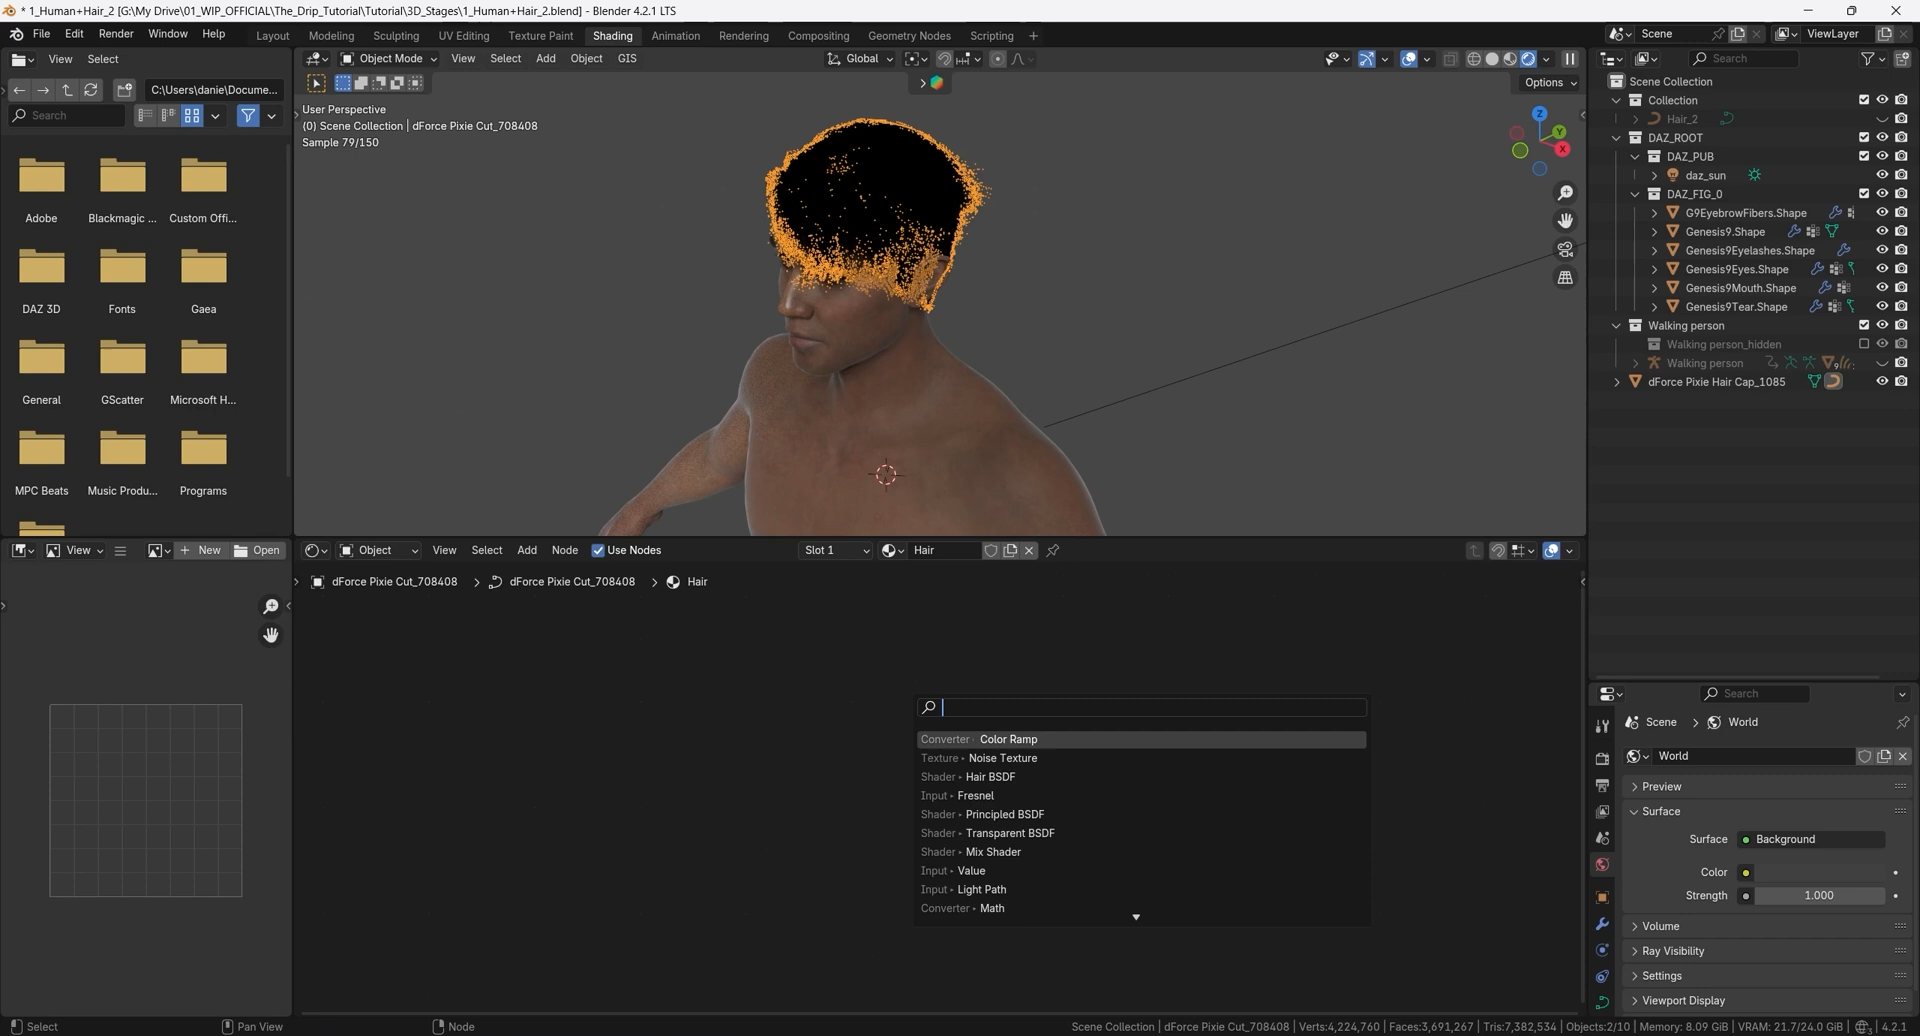 * 1_Human+Hair_2 [G:\My Drive\01_WIP_OFFICIAL\The_Drip_Tutorial\Tutorial\3D_Stages\1_Human+Hair_2.blend] - Blender 4.2.1 LTS
File Edit Render Window Help Layout Modeling Sculpting UV Editing Texture Paint Shading Animation Rendering Compositing Geometry Nodes Scripting + Scene ViewLayer
View Select
C:\Users\danie\Docume...
Search
Adobe Blackmagic ... Custom Offi...
DAZ 3D Fonts Gaea
General GScatter Microsoft H...
MPC Beats Music Produ... Programs
Object Mode View Select Add Object GIS Global
Options
User Perspective
(0) Scene Collection | dForce Pixie Cut_708408
Sample 79/150
Z
Y
X
Search
Scene Collection
Collection
Hair_2
DAZ_ROOT
DAZ_PUB
daz_sun
DAZ_FIG_0
G9EyebrowFibers.Shape
Genesis9.Shape
Genesis9Eyelashes.Shape
Genesis9Eyes.Shape
Genesis9Mouth.Shape
Genesis9Tear.Shape
Walking person
Walking person_hidden
Walking person
dForce Pixie Hair Cap_1085
View New Open
Object View Select Add Node Use Nodes Slot 1 Hair
dForce Pixie Cut_708408 > dForce Pixie Cut_708408 > Hair
Converter ▸ Color Ramp
Texture ▸ Noise Texture
Shader ▸ Hair BSDF
Input ▸ Fresnel
Shader ▸ Principled BSDF
Shader ▸ Transparent BSDF
Shader ▸ Mix Shader
Input ▸ Value
Input ▸ Light Path
Converter ▸ Math
Search
Scene > World
World
Preview
Surface
Surface Background
Color
Strength 1.000
Volume
Ray Visibility
Settings
Viewport Display
Select Pan View Node
Scene Collection | dForce Pixie Cut_708408 | Verts:4,224,760 | Faces:3,691,267 | Tris:7,382,534 | Objects:2/10 | Memory: 8.09 GiB | VRAM: 21.7/24.0 GiB | 4.2.1